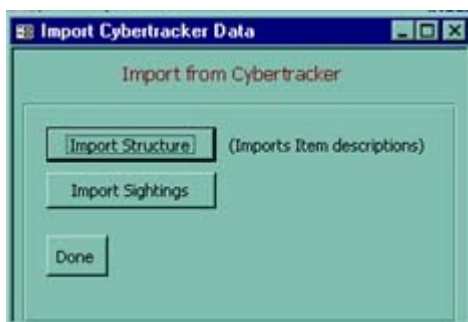 Import Cybertracker Data
Import from Cybertracker
Import Structure (Imports Item descriptions)
Import Sightings
Done